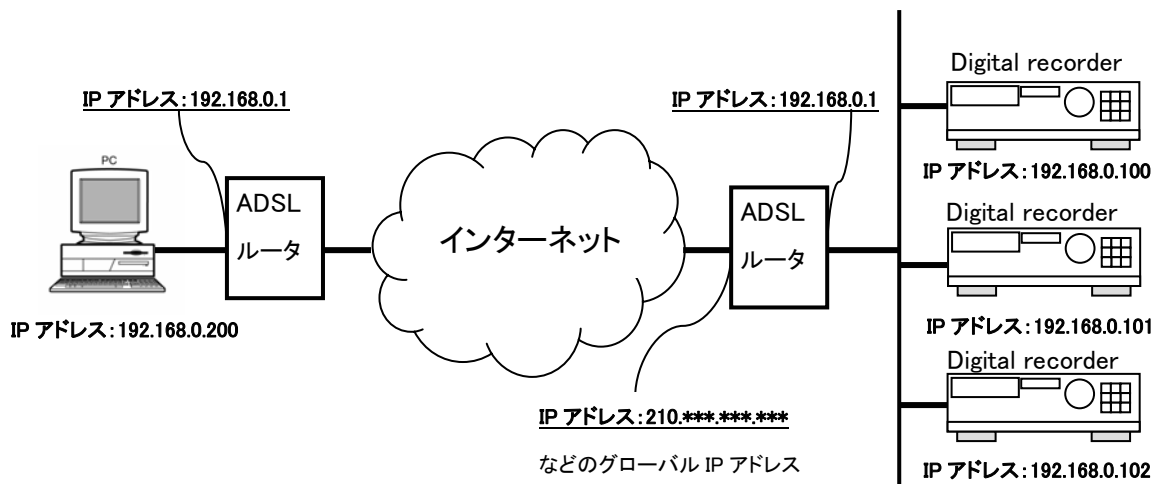 IP アドレス:192.168.0.1
PC
ADSL
ルータ
IP アドレス:192.168.0.200
インターネット
IP アドレス:192.168.0.1
ADSL
ルータ
IP アドレス:210.***.***.***
などのグローバル IP アドレス
Digital recorder
IP アドレス:192.168.0.100
Digital recorder
IP アドレス:192.168.0.101
Digital recorder
IP アドレス:192.168.0.102